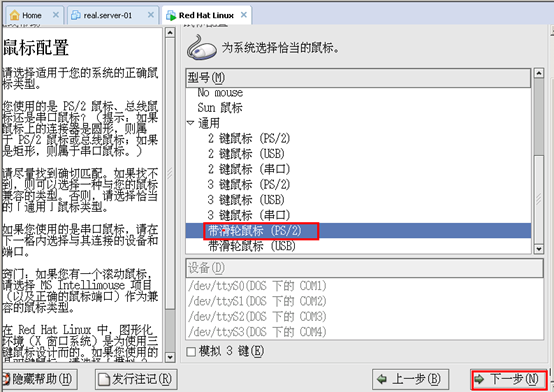 Home
real.server-01
Red Hat Linux
鼠标配置
请选择适用于您的系统的正确鼠
标类型。
您使用的是 PS/2 鼠标、总线鼠
标还是串口鼠标？（提示：如果
鼠标上的连接器是圆形，则属
于 PS/2 鼠标或总线鼠标；如果
是矩形，则属于串口鼠标。）
请尽量找到确切匹配。如果找不
到，则可以选择一种与您的鼠标
兼容的类型。否则，请选择恰当
的「通用」鼠标类型。
如果您使用的是串口鼠标，请在
下一格内选择与其连接的设备和
端口。
窍门：如果您有一个滚动鼠标，
请选择 MS Intellimouse 项目
（以及正确的鼠标端口）作为兼
容的鼠标类型。
在 Red Hat Linux 中，图形化
环境（X 窗口系统）是为使用三
键鼠标设计而的。如果您使用的
隐藏帮助(H)
发行注记(R)
为系统选择恰当的鼠标。
型号(M)
No mouse
Sun 鼠标
通用
2 键鼠标 (PS/2)
2 键鼠标 (USB)
2 键鼠标 (串口)
3 键鼠标 (PS/2)
3 键鼠标 (USB)
3 键鼠标 (串口)
带滑轮鼠标 (PS/2)
带滑轮鼠标 (USB)
设备(D)
/dev/ttyS0(DOS 下的 COM1)
/dev/ttyS1(DOS 下的 COM2)
/dev/ttyS2(DOS 下的 COM3)
/dev/ttyS3(DOS 下的 COM4)
模拟 3 键(E)
上一步(B)
下一步(N)